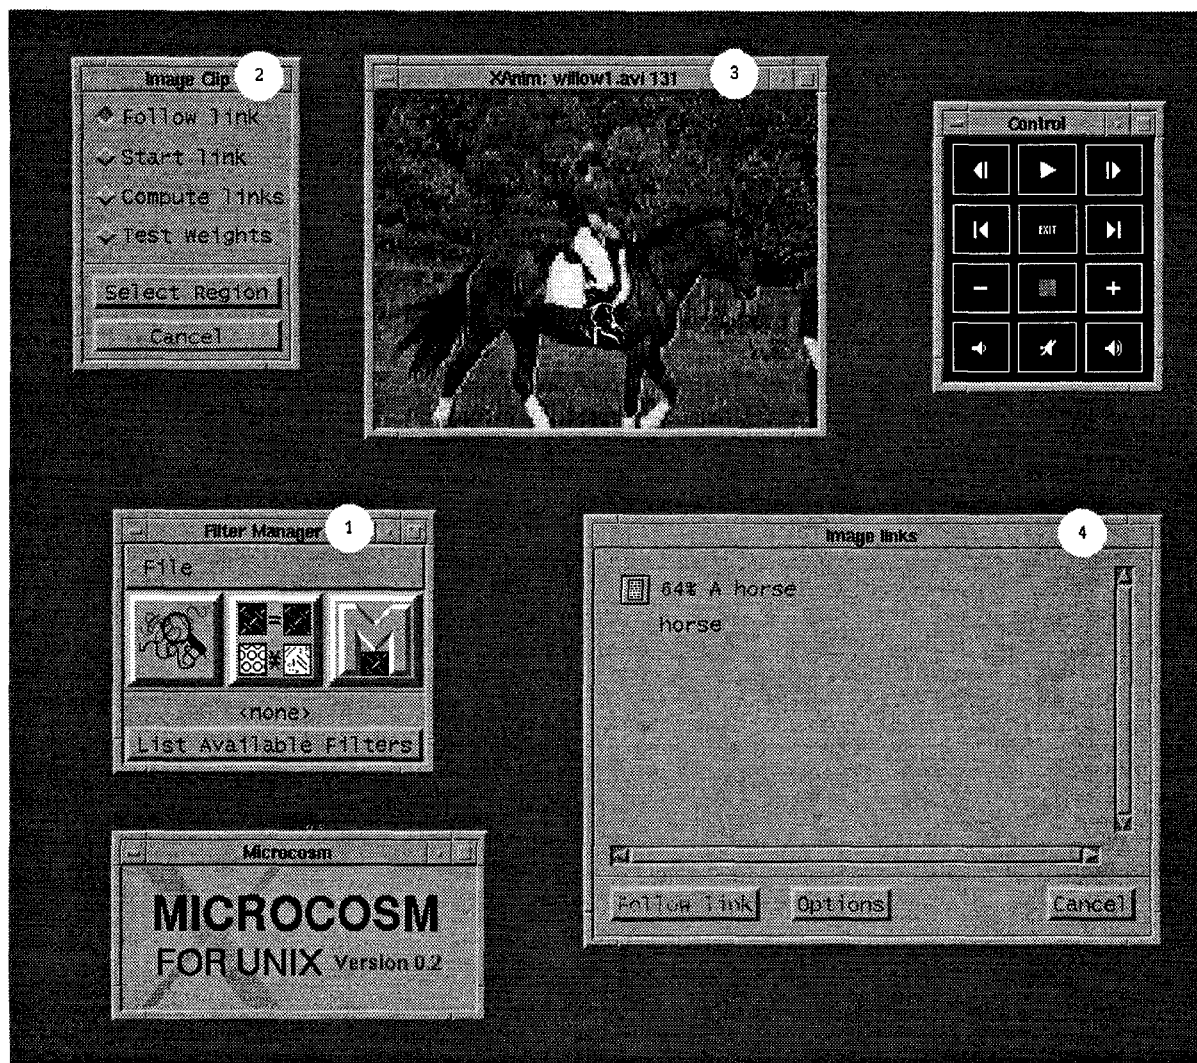 Image Clip 2
Follow link
Start link
Compute links
Test Weights
Select Region
Cancel
XAnim: willow1.avi 131 3
Control
EXIT
Filter Manager 1
File
<none>
List Available Filters
Image links 4
64% A horse
horse
Follow link
Options
Cancel
Microcosm
MICROCOSM
FOR UNIX Version 0.2